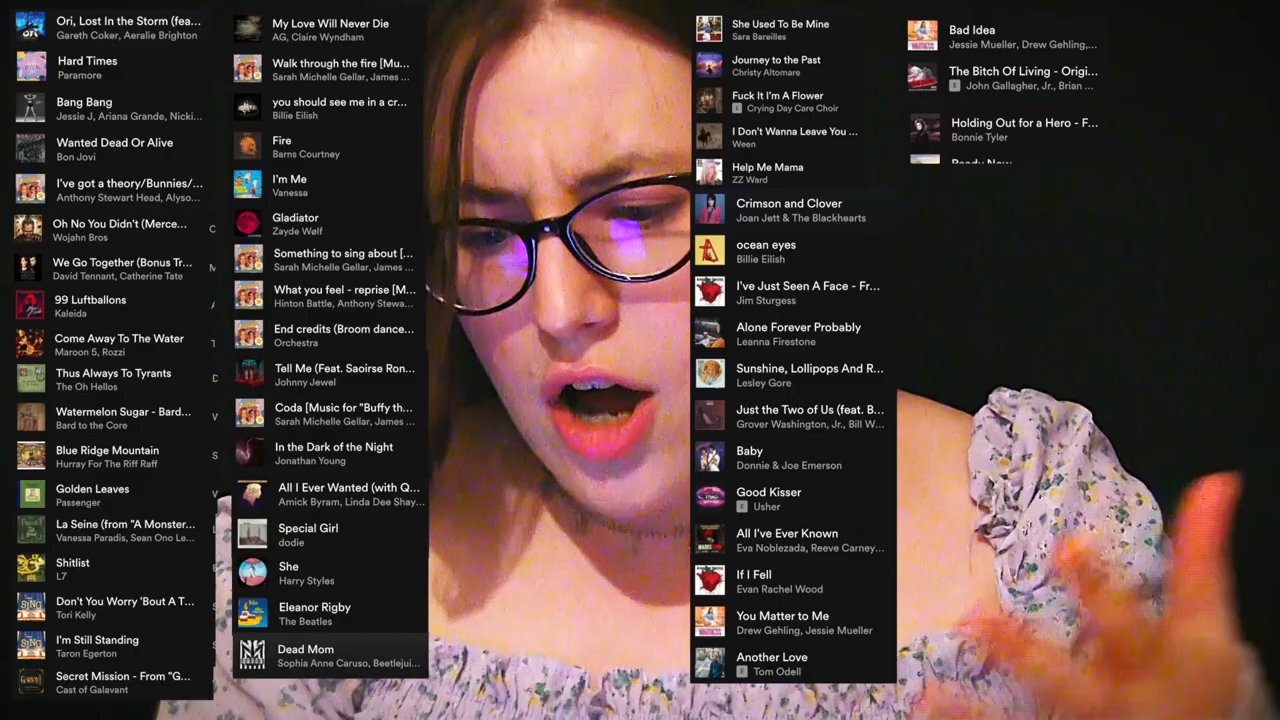 Ori, Lost In the Storm (fea...
Gareth Coker, Aeralie Brighton
Hard Times
Paramore
Bang Bang
Jessie J, Ariana Grande, Nicki...
Wanted Dead Or Alive
Bon Jovi
I've got a theory/Bunnies/...
Anthony Stewart Head, Alyso...
Oh No You Didn't (Merce...
Wojahn Bros
We Go Together (Bonus Tr...
David Tennant, Catherine Tate
99 Luftballons
Kaleida
Come Away To The Water
Maroon 5, Rozzi
Thus Always To Tyrants
The Oh Hellos
Watermelon Sugar - Bard...
Bard to the Core
Blue Ridge Mountain
Hurray For The Riff Raff
Golden Leaves
Passenger
La Seine (from "A Monster...
Vanessa Paradis, Sean Ono Le...
Shitlist
L7
Don't You Worry 'Bout A T...
Tori Kelly
I'm Still Standing
Taron Egerton
Secret Mission - From "G...
Cast of Galavant
My Love Will Never Die
AG, Claire Wyndham
Walk through the fire [Mu...
Sarah Michelle Gellar, James ...
you should see me in a cr...
Billie Eilish
Fire
Barns Courtney
I'm Me
Vanessa
Gladiator
Zayde Wølf
Something to sing about [...
Sarah Michelle Gellar, James ...
What you feel - reprise [M...
Hinton Battle, Anthony Stewa...
End credits (Broom dance...
Orchestra
Tell Me (Feat. Saoirse Ron...
Johnny Jewel
Coda [Music for "Buffy th...
Sarah Michelle Gellar, James ...
In the Dark of the Night
Jonathan Young
All I Ever Wanted (with Q...
Amick Byram, Linda Dee Shay...
Special Girl
dodie
She
Harry Styles
Eleanor Rigby
The Beatles
Dead Mom
Sophia Anne Caruso, Beetlejui...
She Used To Be Mine
Sara Bareilles
Journey to the Past
Christy Altomare
Fuck It I'm A Flower
E Crying Day Care Choir
I Don't Wanna Leave You ...
Ween
Help Me Mama
ZZ Ward
Crimson and Clover
Joan Jett & The Blackhearts
ocean eyes
Billie Eilish
I've Just Seen A Face - Fr...
Jim Sturgess
Alone Forever Probably
Leanna Firestone
Sunshine, Lollipops And R...
Lesley Gore
Just the Two of Us (feat. B...
Grover Washington, Jr., Bill W...
Baby
Donnie & Joe Emerson
Good Kisser
E Usher
All I've Ever Known
Eva Noblezada, Reeve Carney...
If I Fell
Evan Rachel Wood
You Matter to Me
Drew Gehling, Jessie Mueller
Another Love
E Tom Odell
Bad Idea
Jessie Mueller, Drew Gehling,...
The Bitch Of Living - Origi...
E John Gallagher, Jr., Brian ...
Holding Out for a Hero - F...
Bonnie Tyler
Ready Now